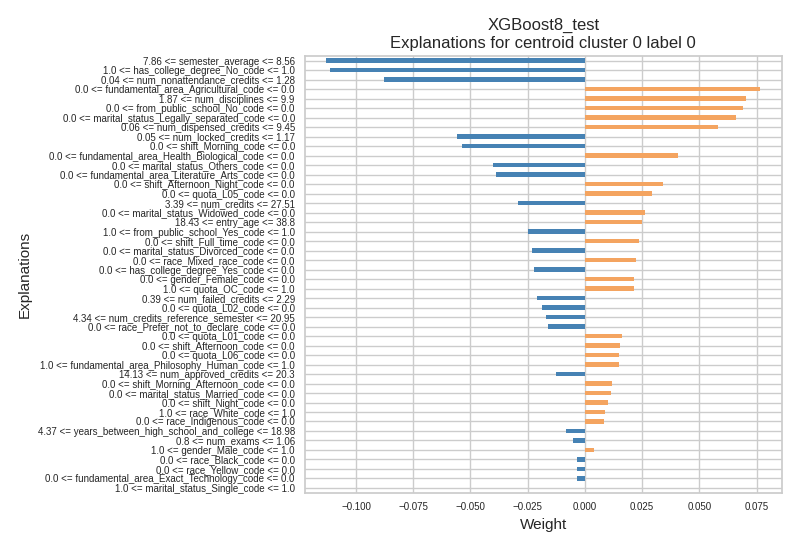 XGBoost8_test
Explanations for centroid cluster 0 label 0
7.86 <= semester_average <= 8.56
1.0 <= has_college_degree_No_code <= 1.0
0.04 <= num_nonattendance_credits <= 1.28
0.0 <= fundamental_area_Agricultural_code <= 0.0
1.87 <= num_disciplines <= 9.9
0.0 <= from_public_school_No_code <= 0.0
0.0 <= marital_status_Legally_separated_code <= 0.0
0.06 <= num_dispensed_credits <= 9.45
0.05 <= num_locked_credits <= 1.17
0.0 <= shift_Morning_code <= 0.0
0.0 <= fundamental_area_Health_Biological_code <= 0.0
0.0 <= marital_status_Others_code <= 0.0
0.0 <= fundamental_area_Literature_Arts_code <= 0.0
0.0 <= shift_Afternoon_Night_code <= 0.0
0.0 <= quota_L05_code <= 0.0
3.39 <= num_credits <= 27.51
0.0 <= marital_status_Widowed_code <= 0.0
18.43 <= entry_age <= 38.8
1.0 <= from_public_school_Yes_code <= 1.0
0.0 <= shift_Full_time_code <= 0.0
0.0 <= marital_status_Divorced_code <= 0.0
0.0 <= race_Mixed_race_code <= 0.0
0.0 <= has_college_degree_Yes_code <= 0.0
0.0 <= gender_Female_code <= 0.0
1.0 <= quota_OC_code <= 1.0
0.39 <= num_failed_credits <= 2.29
0.0 <= quota_L02_code <= 0.0
4.34 <= num_credits_reference_semester <= 20.95
0.0 <= race_Prefer_not_to_declare_code <= 0.0
0.0 <= quota_L01_code <= 0.0
0.0 <= shift_Afternoon_code <= 0.0
0.0 <= quota_L06_code <= 0.0
1.0 <= fundamental_area_Philosophy_Human_code <= 1.0
14.13 <= num_approved_credits <= 20.3
0.0 <= shift_Morning_Afternoon_code <= 0.0
0.0 <= marital_status_Married_code <= 0.0
0.0 <= shift_Night_code <= 0.0
1.0 <= race_White_code <= 1.0
0.0 <= race_Indigenous_code <= 0.0
4.37 <= years_between_high_school_and_college <= 18.98
0.8 <= num_exams <= 1.06
1.0 <= gender_Male_code <= 1.0
0.0 <= race_Black_code <= 0.0
0.0 <= race_Yellow_code <= 0.0
0.0 <= fundamental_area_Exact_Technology_code <= 0.0
1.0 <= marital_status_Single_code <= 1.0
Explanations
−0.100 −0.075 −0.050 −0.025 0.000 0.025 0.050 0.075
Weight